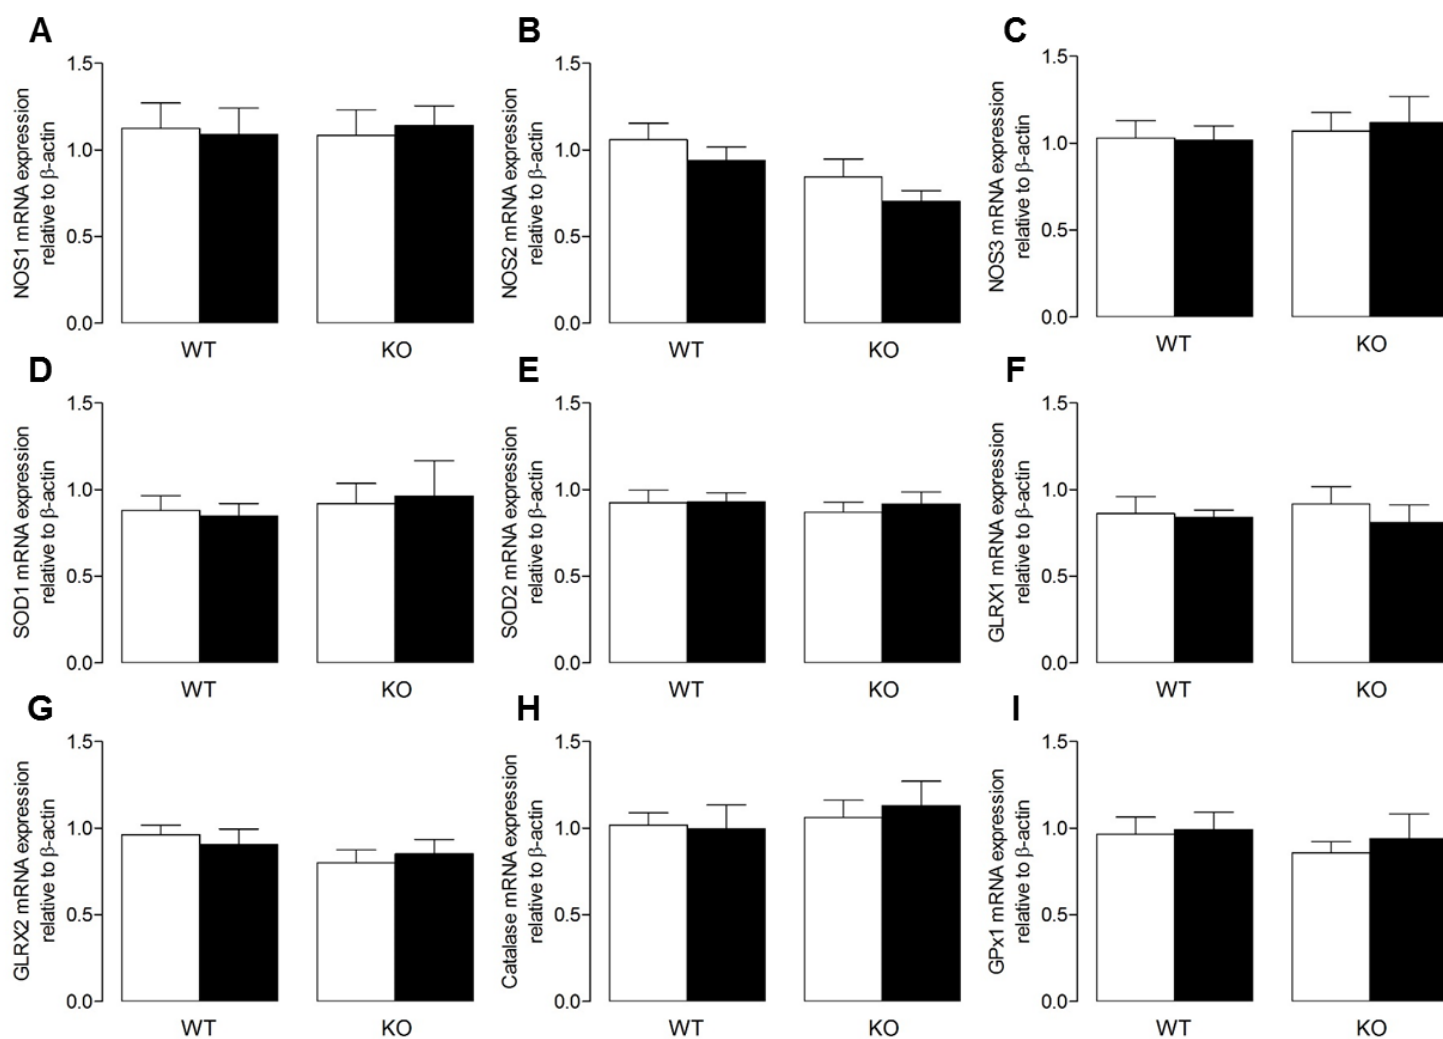 A
NOS1 mRNA expression
relative to β-actin
1.5
1.0
0.5
0.0
WT
KO
B
NOS2 mRNA expression
relative to β-actin
1.5
1.0
0.5
0.0
WT
KO
C
NOS3 mRNA expression
relative to β-actin
1.5
1.0
0.5
0.0
WT
KO
D
SOD1 mRNA expression
relative to β-actin
1.5
1.0
0.5
0.0
WT
KO
E
SOD2 mRNA expression
relative to β-actin
1.5
1.0
0.5
0.0
WT
KO
F
GLRX1 mRNA expression
relative to β-actin
1.5
1.0
0.5
0.0
WT
KO
G
GLRX2 mRNA expression
relative to β-actin
1.5
1.0
0.5
0.0
WT
KO
H
Catalase mRNA expression
relative to β-actin
1.5
1.0
0.5
0.0
WT
KO
I
GPx1 mRNA expression
relative to β-actin
1.5
1.0
0.5
0.0
WT
KO